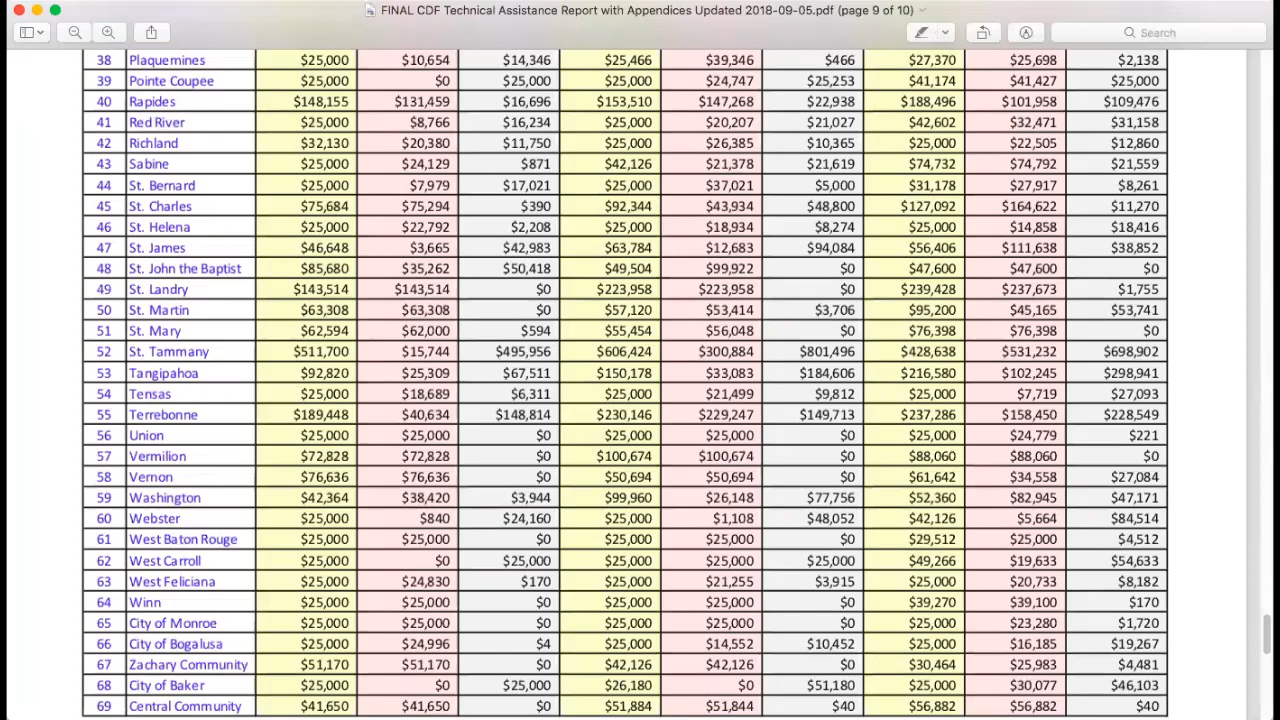 FINAL CDF Technical Assistance Report with Appendices Updated 2018-09-05.pdf (page 9 of 10)
Search
38 Plaquemines $25,000 $10,654 $14,346 $25,466 $39,346 $466 $27,370 $25,698 $2,138
39 Pointe Coupee $25,000 $0 $25,000 $25,000 $24,747 $25,253 $41,174 $41,427 $25,000
40 Rapides $148,155 $131,459 $16,696 $153,510 $147,268 $22,938 $188,496 $101,958 $109,476
41 Red River $25,000 $8,766 $16,234 $25,000 $20,207 $21,027 $42,602 $32,471 $31,158
42 Richland $32,130 $20,380 $11,750 $25,000 $26,385 $10,365 $25,000 $22,505 $12,860
43 Sabine $25,000 $24,129 $871 $42,126 $21,378 $21,619 $74,732 $74,792 $21,559
44 St. Bernard $25,000 $7,979 $17,021 $25,000 $37,021 $5,000 $31,178 $27,917 $8,261
45 St. Charles $75,684 $75,294 $390 $92,344 $43,934 $48,800 $127,092 $164,622 $11,270
46 St. Helena $25,000 $22,792 $2,208 $25,000 $18,934 $8,274 $25,000 $14,858 $18,416
47 St. James $46,648 $3,665 $42,983 $63,784 $12,683 $94,084 $56,406 $111,638 $38,852
48 St. John the Baptist $85,680 $35,262 $50,418 $49,504 $99,922 $0 $47,600 $47,600 $0
49 St. Landry $143,514 $143,514 $0 $223,958 $223,958 $0 $239,428 $237,673 $1,755
50 St. Martin $63,308 $63,308 $0 $57,120 $53,414 $3,706 $95,200 $45,165 $53,741
51 St. Mary $62,594 $62,000 $594 $55,454 $56,048 $0 $76,398 $76,398 $0
52 St. Tammany $511,700 $15,744 $495,956 $606,424 $300,884 $801,496 $428,638 $531,232 $698,902
53 Tangipahoa $92,820 $25,309 $67,511 $150,178 $33,083 $184,606 $216,580 $102,245 $298,941
54 Tensas $25,000 $18,689 $6,311 $25,000 $21,499 $9,812 $25,000 $7,719 $27,093
55 Terrebonne $189,448 $40,634 $148,814 $230,146 $229,247 $149,713 $237,286 $158,450 $228,549
56 Union $25,000 $25,000 $0 $25,000 $25,000 $0 $25,000 $24,779 $221
57 Vermilion $72,828 $72,828 $0 $100,674 $100,674 $0 $88,060 $88,060 $0
58 Vernon $76,636 $76,636 $0 $50,694 $50,694 $0 $61,642 $34,558 $27,084
59 Washington $42,364 $38,420 $3,944 $99,960 $26,148 $77,756 $52,360 $82,945 $47,171
60 Webster $25,000 $840 $24,160 $25,000 $1,108 $48,052 $42,126 $5,664 $84,514
61 West Baton Rouge $25,000 $25,000 $0 $25,000 $25,000 $0 $29,512 $25,000 $4,512
62 West Carroll $25,000 $0 $25,000 $25,000 $25,000 $25,000 $49,266 $19,633 $54,633
63 West Feliciana $25,000 $24,830 $170 $25,000 $21,255 $3,915 $25,000 $20,733 $8,182
64 Winn $25,000 $25,000 $0 $25,000 $25,000 $0 $39,270 $39,100 $170
65 City of Monroe $25,000 $25,000 $0 $25,000 $25,000 $0 $25,000 $23,280 $1,720
66 City of Bogalusa $25,000 $24,996 $4 $25,000 $14,552 $10,452 $25,000 $16,185 $19,267
67 Zachary Community $51,170 $51,170 $0 $42,126 $42,126 $0 $30,464 $25,983 $4,481
68 City of Baker $25,000 $0 $25,000 $26,180 $0 $51,180 $25,000 $30,077 $46,103
69 Central Community $41,650 $41,650 $0 $51,884 $51,844 $40 $56,882 $56,882 $40